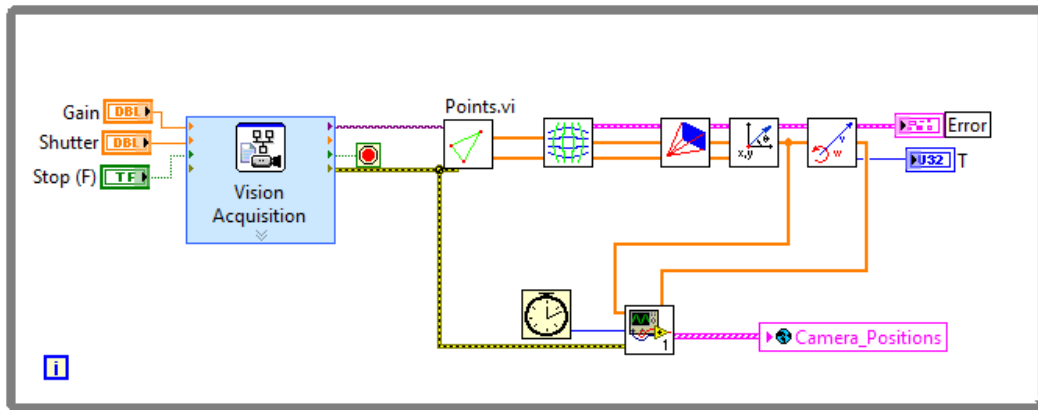 Points.vi
Gain DBL
Shutter DBL
Stop (F) TF
Vision
Acquisition
x,y θ
v
w
Error
U32 T
1
Camera_Positions
i